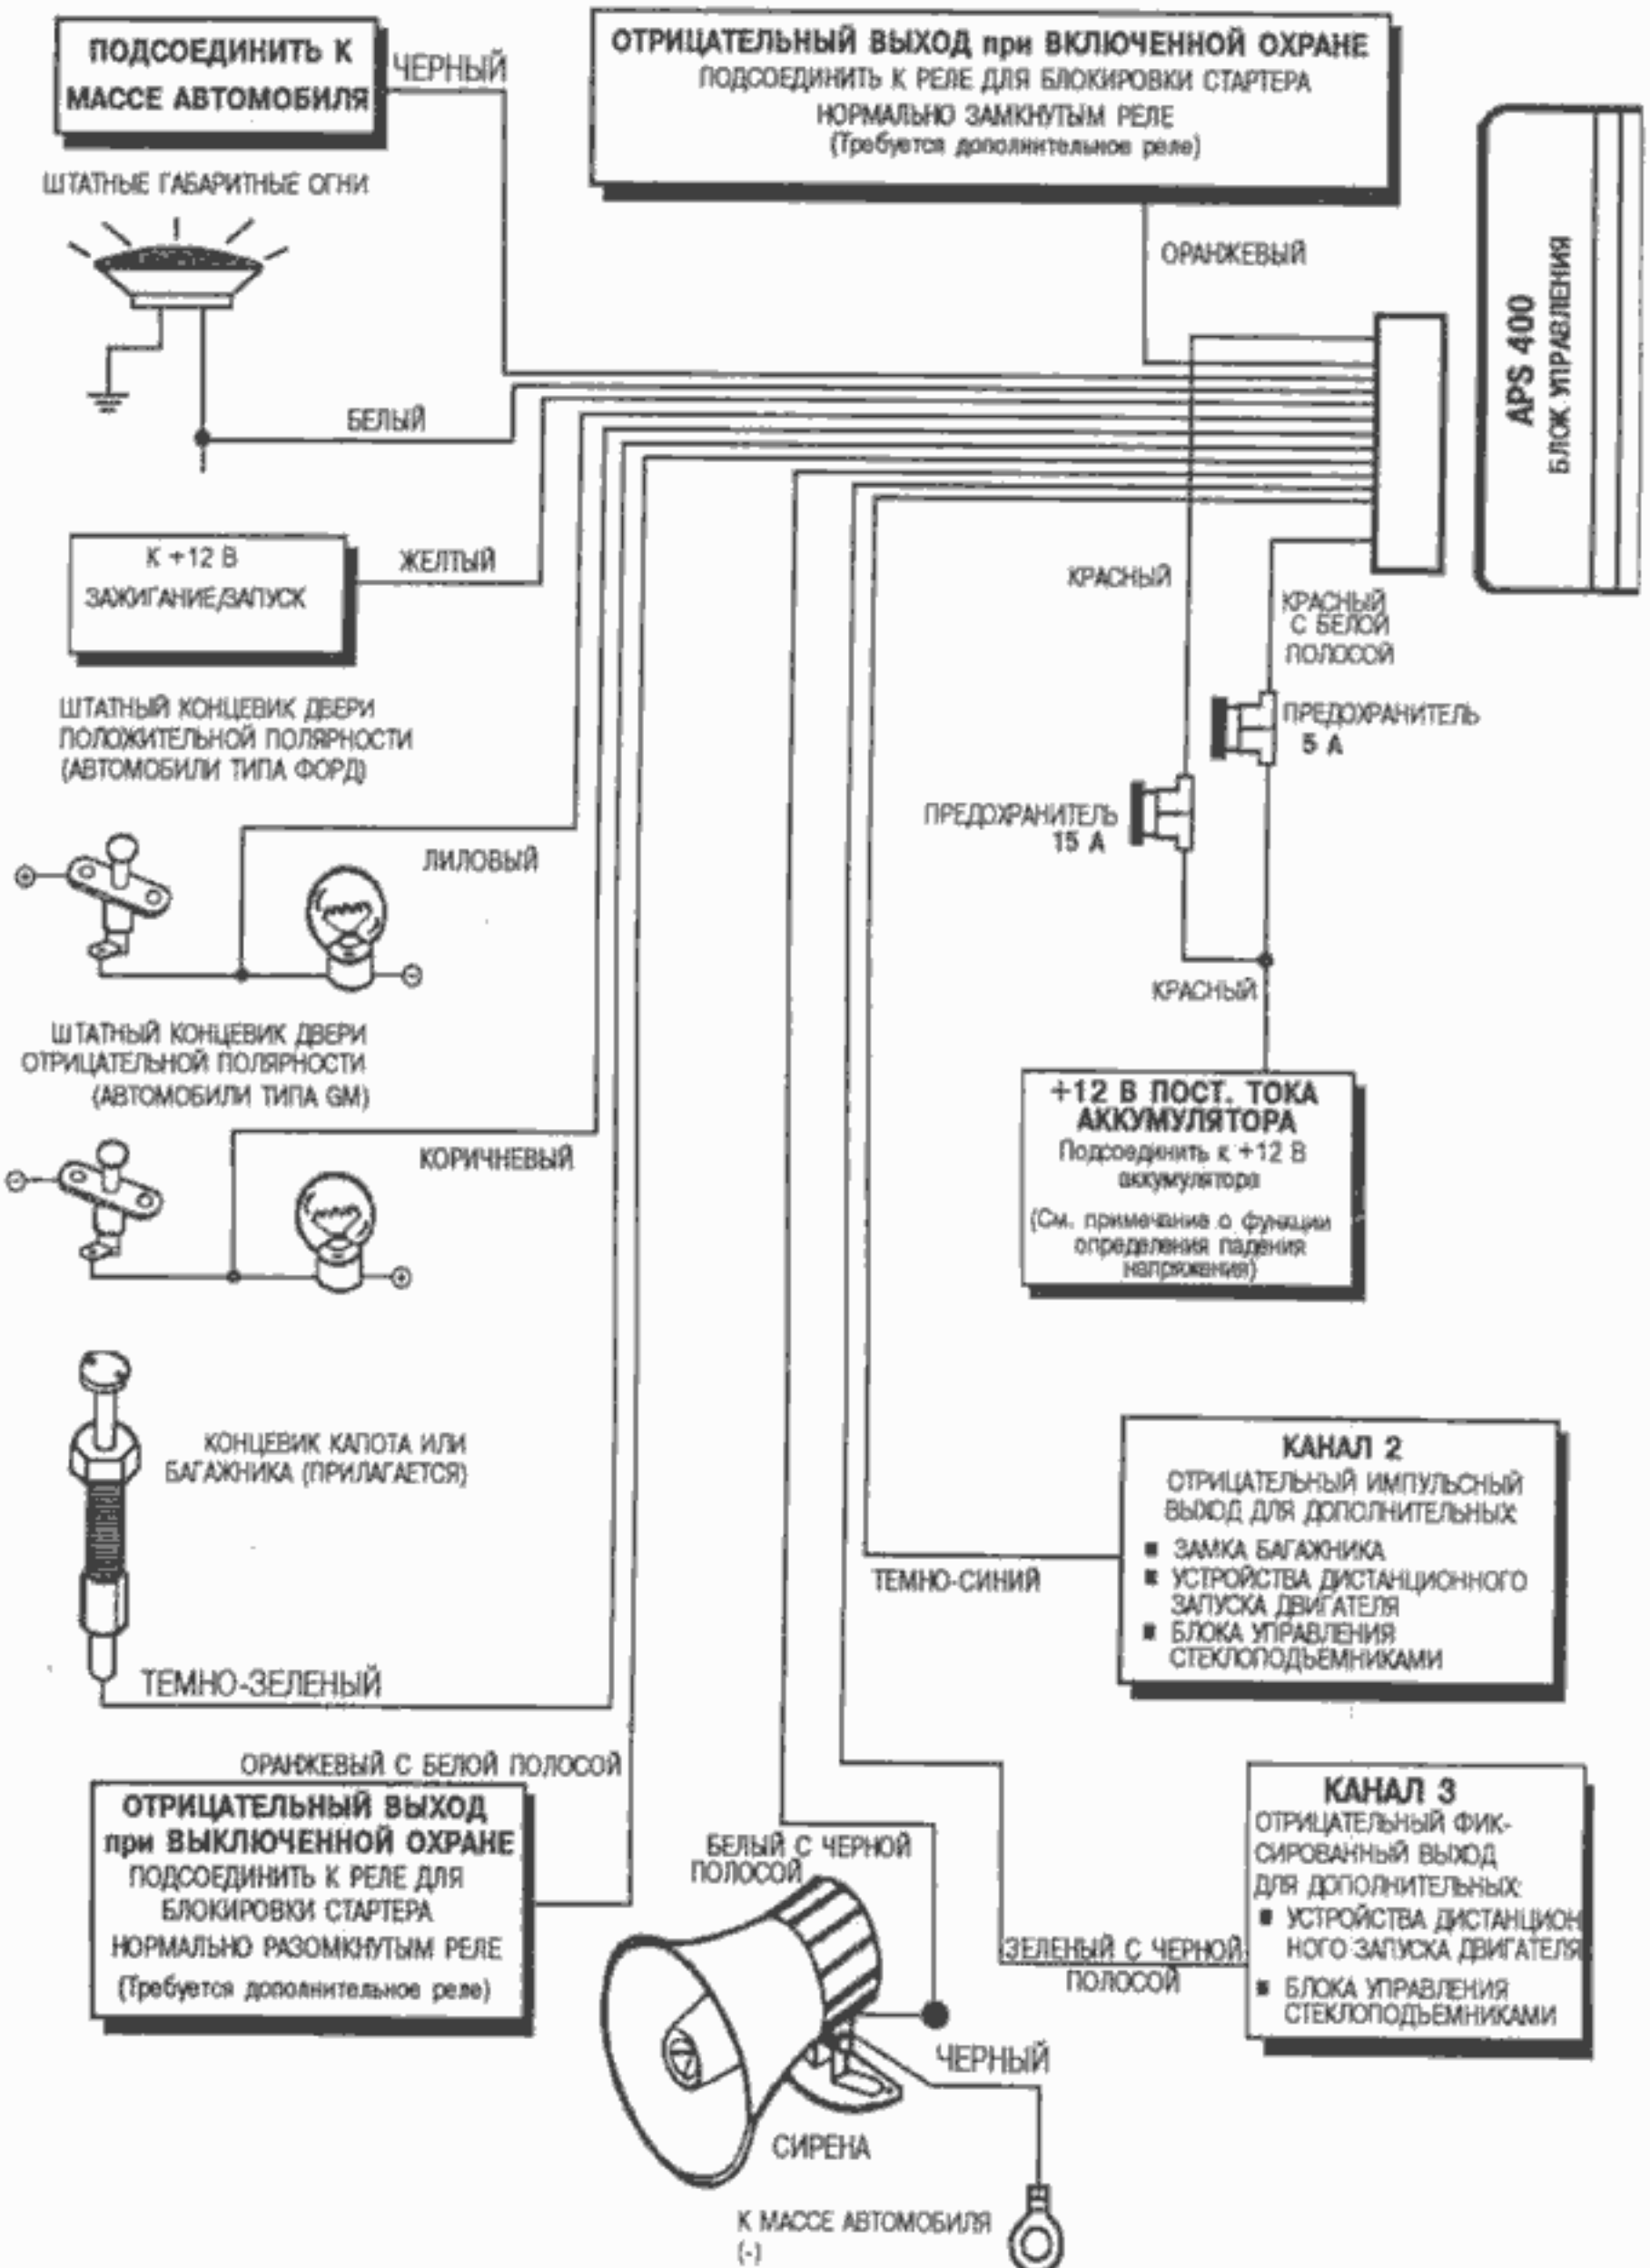 ПОДСОЕДИНИТЬ К
МАССЕ АВТОМОБИЛЯ
ЧЕРНЫЙ
ОТРИЦАТЕЛЬНЫЙ ВЫХОД при ВКЛЮЧЕННОЙ ОХРАНЕ
ПОДСОЕДИНИТЬ К РЕЛЕ ДЛЯ БЛОКИРОВКИ СТАРТЕРА
НОРМАЛЬНО ЗАМКНУТЫМ РЕЛЕ
(Требуется дополнительное реле)
ШТАТНЫЕ ГАБАРИТНЫЕ ОГНИ
ОРАНЖЕВЫЙ
APS 400
БЛОК УПРАВЛЕНИЯ
БЕЛЫЙ
К +12 В
ЗАЖИГАНИЕ/ЗАПУСК
ЖЕЛТЫЙ
КРАСНЫЙ
КРАСНЫЙ
С БЕЛОЙ
ПОЛОСОЙ
ШТАТНЫЙ КОНЦЕВИК ДВЕРИ
ПОЛОЖИТЕЛЬНОЙ ПОЛЯРНОСТИ
(АВТОМОБИЛИ ТИПА ФОРД)
ПРЕДОХРАНИТЕЛЬ
5 А
ПРЕДОХРАНИТЕЛЬ
15 А
ЛИЛОВЫЙ
+
-
КРАСНЫЙ
ШТАТНЫЙ КОНЦЕВИК ДВЕРИ
ОТРИЦАТЕЛЬНОЙ ПОЛЯРНОСТИ
(АВТОМОБИЛИ ТИПА GM)
+12 В ПОСТ. ТОКА
АККУМУЛЯТОРА
Подсоединить к +12 В
аккумулятора
(См. примечание о функции
определения падения
напряжения)
КОРИЧНЕВЫЙ
-
+
КОНЦЕВИК КАПОТА ИЛИ
БАГАЖНИКА (ПРИЛАГАЕТСЯ)
ТЕМНО-ЗЕЛЕНЫЙ
КАНАЛ 2
ОТРИЦАТЕЛЬНЫЙ ИМПУЛЬСНЫЙ
ВЫХОД ДЛЯ ДОПОЛНИТЕЛЬНЫХ:
■ ЗАМКА БАГАЖНИКА
■ УСТРОЙСТВА ДИСТАНЦИОННОГО
ЗАПУСКА ДВИГАТЕЛЯ
■ БЛОКА УПРАВЛЕНИЯ
СТЕКЛОПОДЪЕМНИКАМИ
ТЕМНО-СИНИЙ
ОРАНЖЕВЫЙ С БЕЛОЙ ПОЛОСОЙ
ОТРИЦАТЕЛЬНЫЙ ВЫХОД
при ВЫКЛЮЧЕННОЙ ОХРАНЕ
ПОДСОЕДИНИТЬ К РЕЛЕ ДЛЯ
БЛОКИРОВКИ СТАРТЕРА
НОРМАЛЬНО РАЗОМКНУТЫМ РЕЛЕ
(Требуется дополнительное реле)
БЕЛЫЙ С ЧЕРНОЙ
ПОЛОСОЙ
КАНАЛ 3
ОТРИЦАТЕЛЬНЫЙ ФИК-
СИРОВАННЫЙ ВЫХОД
ДЛЯ ДОПОЛНИТЕЛЬНЫХ:
■ УСТРОЙСТВА ДИСТАНЦИОН
НОГО ЗАПУСКА ДВИГАТЕЛЯ
■ БЛОКА УПРАВЛЕНИЯ
СТЕКЛОПОДЪЕМНИКАМИ
ЗЕЛЕНЫЙ С ЧЕРНОЙ
ПОЛОСОЙ
ЧЕРНЫЙ
СИРЕНА
К МАССЕ АВТОМОБИЛЯ
(-)